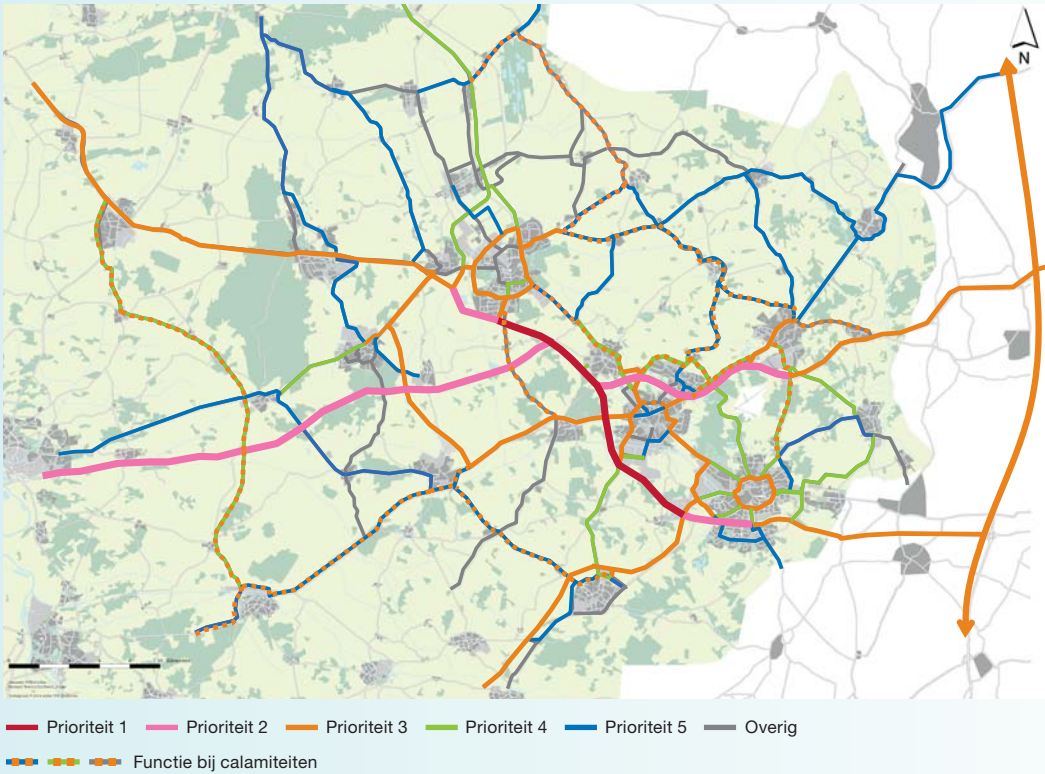 N
Prioriteit 1
Prioriteit 2
Prioriteit 3
Prioriteit 4
Prioriteit 5
Overig
Functie bij calamiteiten